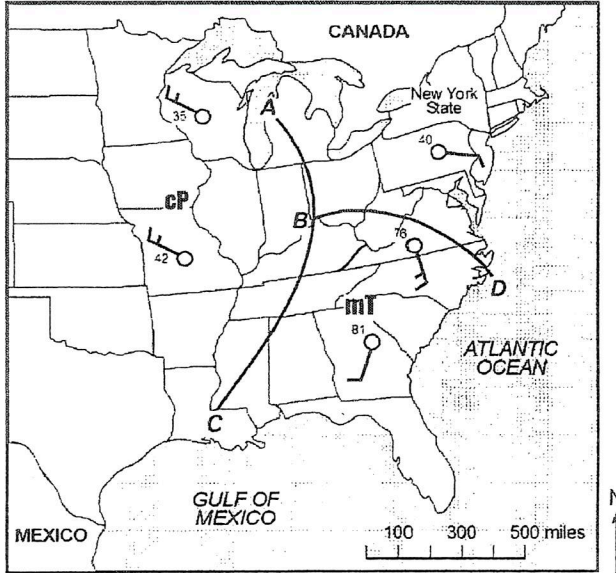 CANADA
New York
State
A
35
40
cP
B
76
42
D
mT
81
ATLANTIC
OCEAN
C
GULF OF
MEXICO
MEXICO
100 300 500 miles